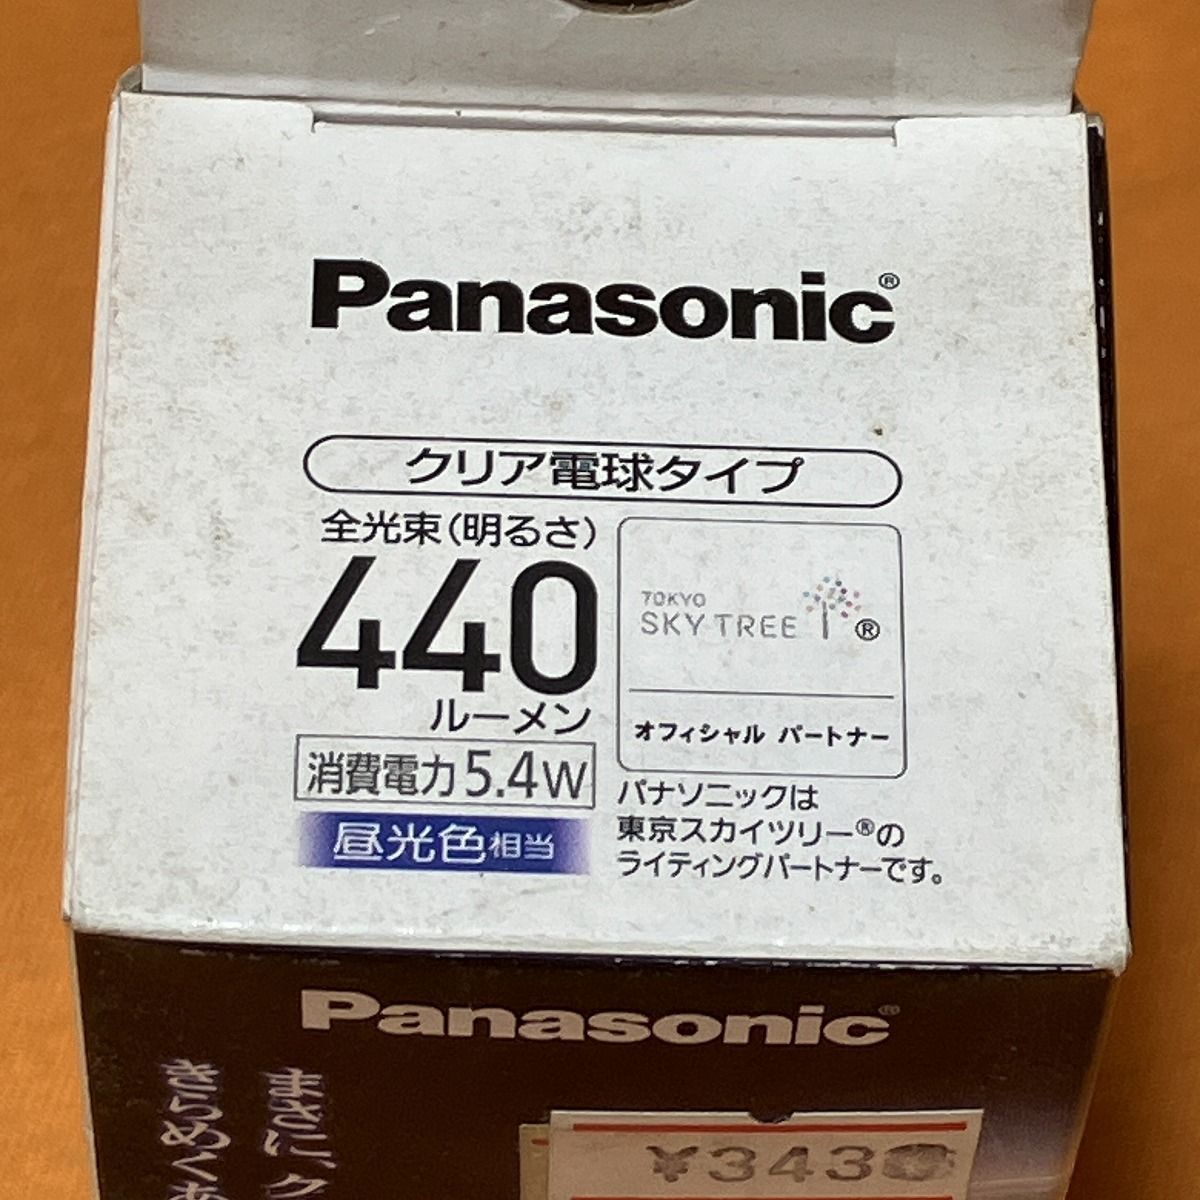 Panasonic®
クリア電球タイプ
全光束(明るさ)
440
ルーメン
消費電力5.4W
昼光色相当
TOKYO
SKYTREE®
オフィシャル パートナー
パナソニックは
東京スカイツリー®の
ライティングパートナーです。
Panasonic®